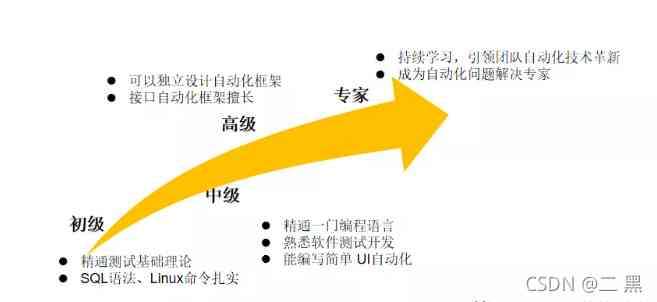 持续学习,引领团队自动化技术革新
成为自动化问题解决专家
可以独立设计自动化框架
接口自动化框架擅长
专家
高级
中级
初级
精通一门编程语言
熟悉软件测试开发
能编写简单 UI自动化
精通测试基础理论
SQL语法、Linux命令扎实
CSDN @二 黑